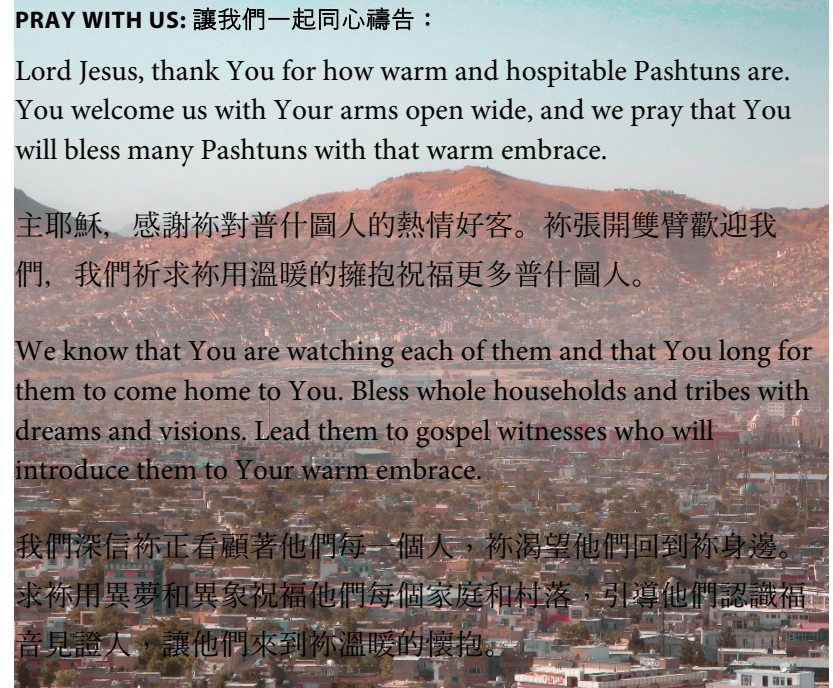 PRAY WITH US: 讓我們一起同心禱告：
Lord Jesus, thank You for how warm and hospitable Pashtuns are.
You welcome us with Your arms open wide, and we pray that You
will bless many Pashtuns with that warm embrace.
主耶穌，感謝祢對普什圖人的熱情好客。祢張開雙臂歡迎我
們，我們祈求祢用溫暖的擁抱祝福更多普什圖人。
We know that You are watching each of them and that You long for
them to come home to You. Bless whole households and tribes with
dreams and visions. Lead them to gospel witnesses who will
introduce them to Your warm embrace.
我們深信祢正看顧著他們每一個人，祢渴望他們回到祢身邊。
求祢用異夢和異象祝福他們每個家庭和村落，引導他們認識福
音見證人，讓他們來到祢溫暖的懷抱。